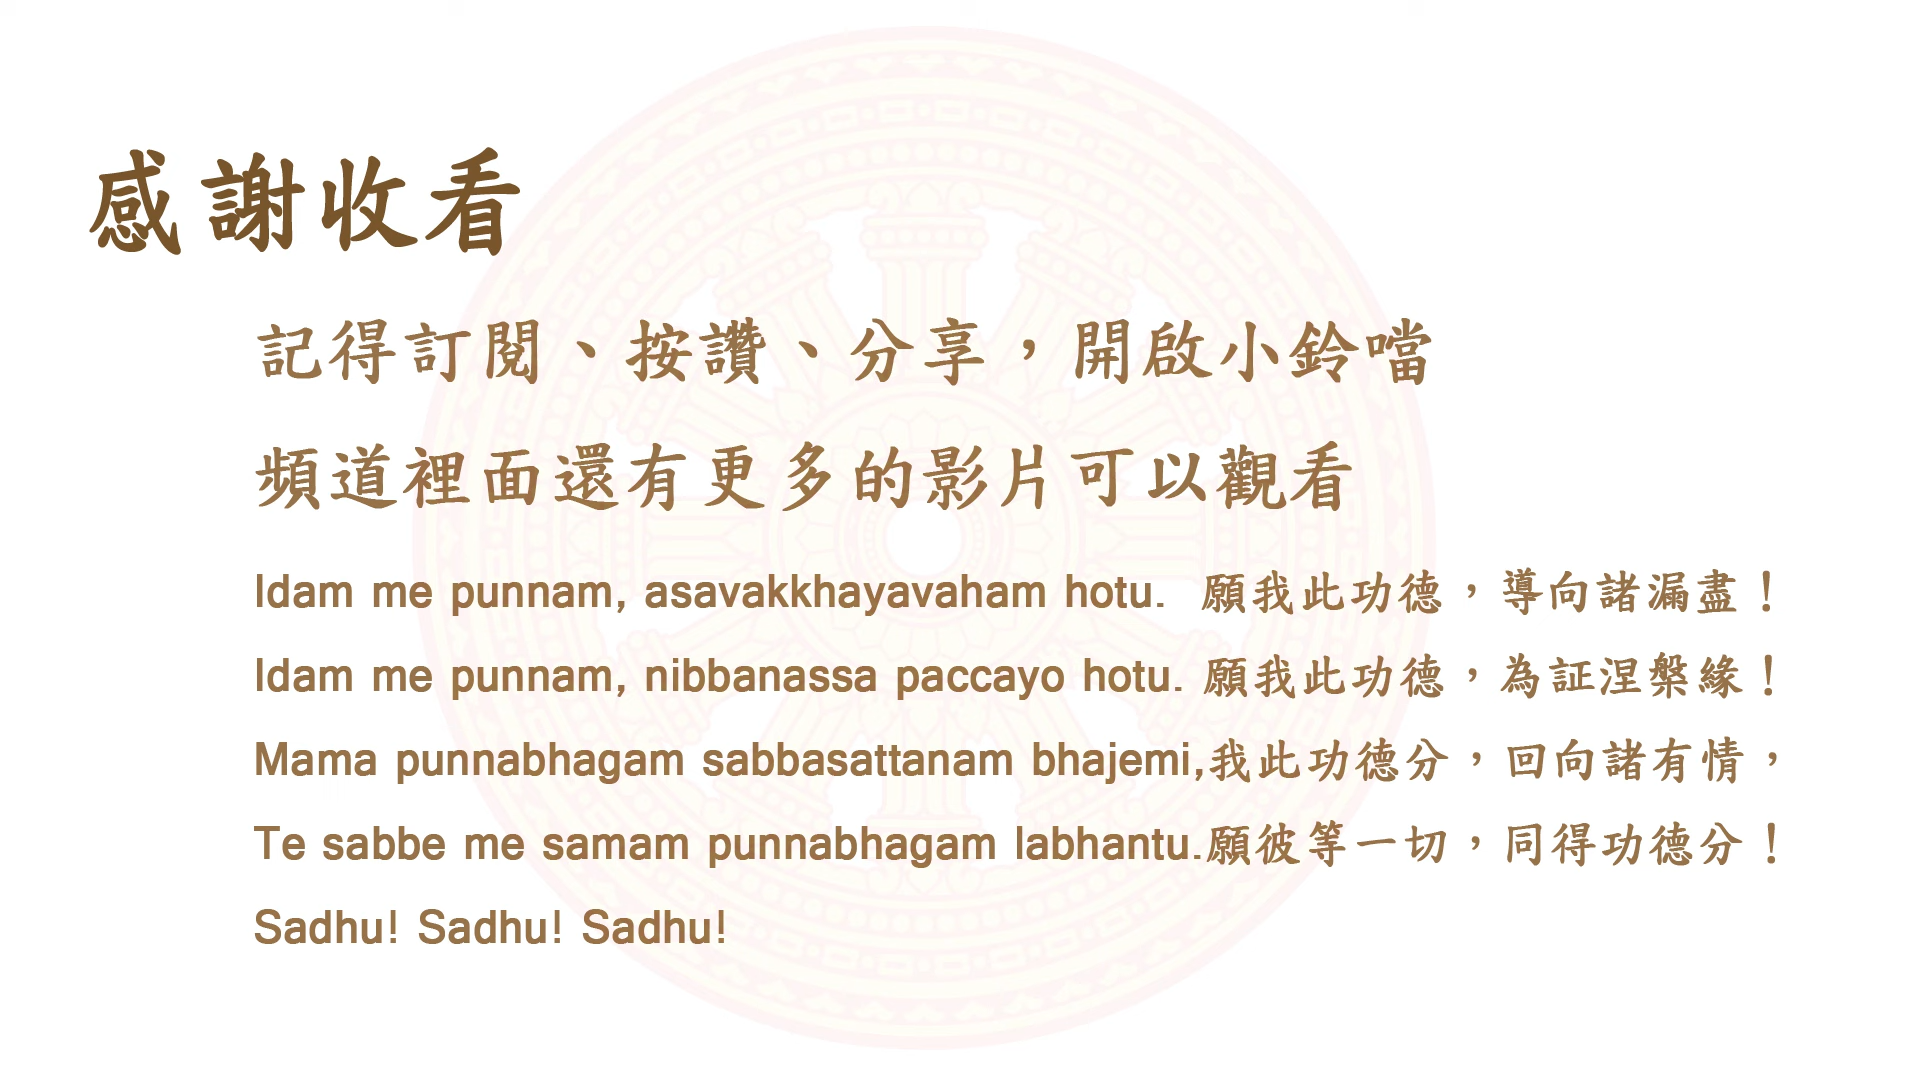 感謝收看
記得訂閱、按讚、分享，開啟小鈴噹
頻道裡面還有更多的影片可以觀看
Idam me punnam, asavakkhayavaham hotu. 願我此功德，導向諸漏盡！
Idam me punnam, nibbanassa paccayo hotu. 願我此功德，為証涅槃緣！
Mama punnabhagam sabbasattanam bhajemi,我此功德分，回向諸有情，
Te sabbe me samam punnabhagam labhantu.願彼等一切，同得功德分！
Sadhu! Sadhu! Sadhu!